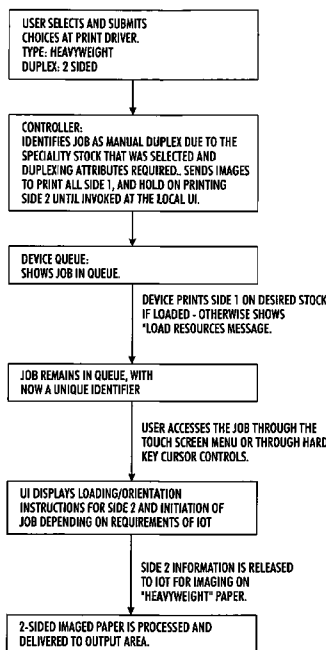 USER SELECTS AND SUBMITS
CHOICES AT PRINT DRIVER.
TYPE: HEAVYWEIGHT
DUPLEX: 2 SIDED
CONTROLLER:
IDENTIFIES JOB AS MANUAL DUPLEX DUE TO THE
SPECIALITY STOCK THAT WAS SELECTED AND
DUPLEXING ATTRIBUTES REQUIRED.. SENDS IMAGES
TO PRINT ALL SIDE 1, AND HOLD ON PRINTING
SIDE 2 UNTIL INVOKED AT THE LOCAL UI.
DEVICE QUEUE:
SHOWS JOB IN QUEUE.
DEVICE PRINTS SIDE 1 ON DESIRED STOCK
IF LOADED - OTHERWISE SHOWS
"LOAD RESOURCES MESSAGE.
JOB REMAINS IN QUEUE, WITH
NOW A UNIQUE IDENTIFIER
USER ACCESSES THE JOB THROUGH THE
TOUCH SCREEN MENU OR THROUGH HARD
KEY CURSOR CONTROLS.
UI DISPLAYS LOADING/ORIENTATION
INSTRUCTIONS FOR SIDE 2 AND INITIATION OF
JOB DEPENDING ON REQUIREMENTS OF IOT
SIDE 2 INFORMATION IS RELEASED
TO IOT FOR IMAGING ON
"HEAVYWEIGHT" PAPER.
2-SIDED IMAGED PAPER IS PROCESSED AND
DELIVERED TO OUTPUT AREA.